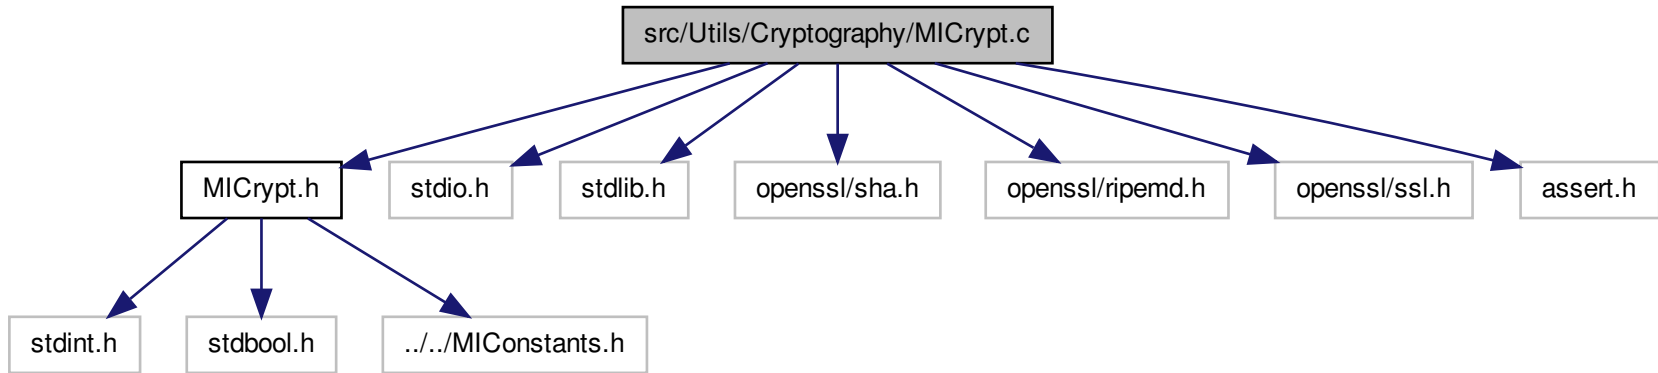 src/Utils/Cryptography/MICrypt.c
MICrypt.h
stdio.h
stdlib.h
openssl/sha.h
openssl/ripemd.h
openssl/ssl.h
assert.h
stdint.h
stdbool.h
../../MIConstants.h